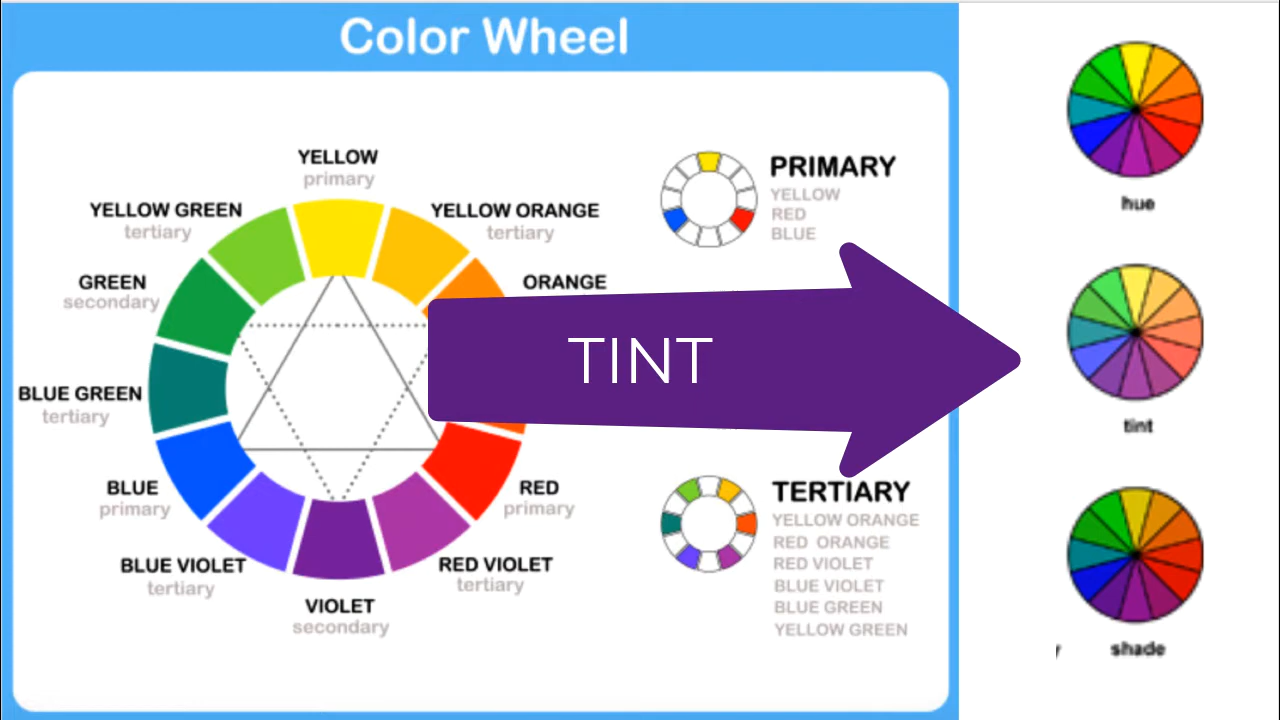 Color Wheel
YELLOW
primary
YELLOW GREEN
tertiary
YELLOW ORANGE
tertiary
GREEN
secondary
ORANGE
BLUE GREEN
tertiary
BLUE
primary
RED
primary
BLUE VIOLET
tertiary
RED VIOLET
tertiary
VIOLET
secondary
PRIMARY
YELLOW
RED
BLUE
TINT
TERTIARY
YELLOW ORANGE
RED ORANGE
RED VIOLET
BLUE VIOLET
BLUE GREEN
YELLOW GREEN
hue
tint
shade